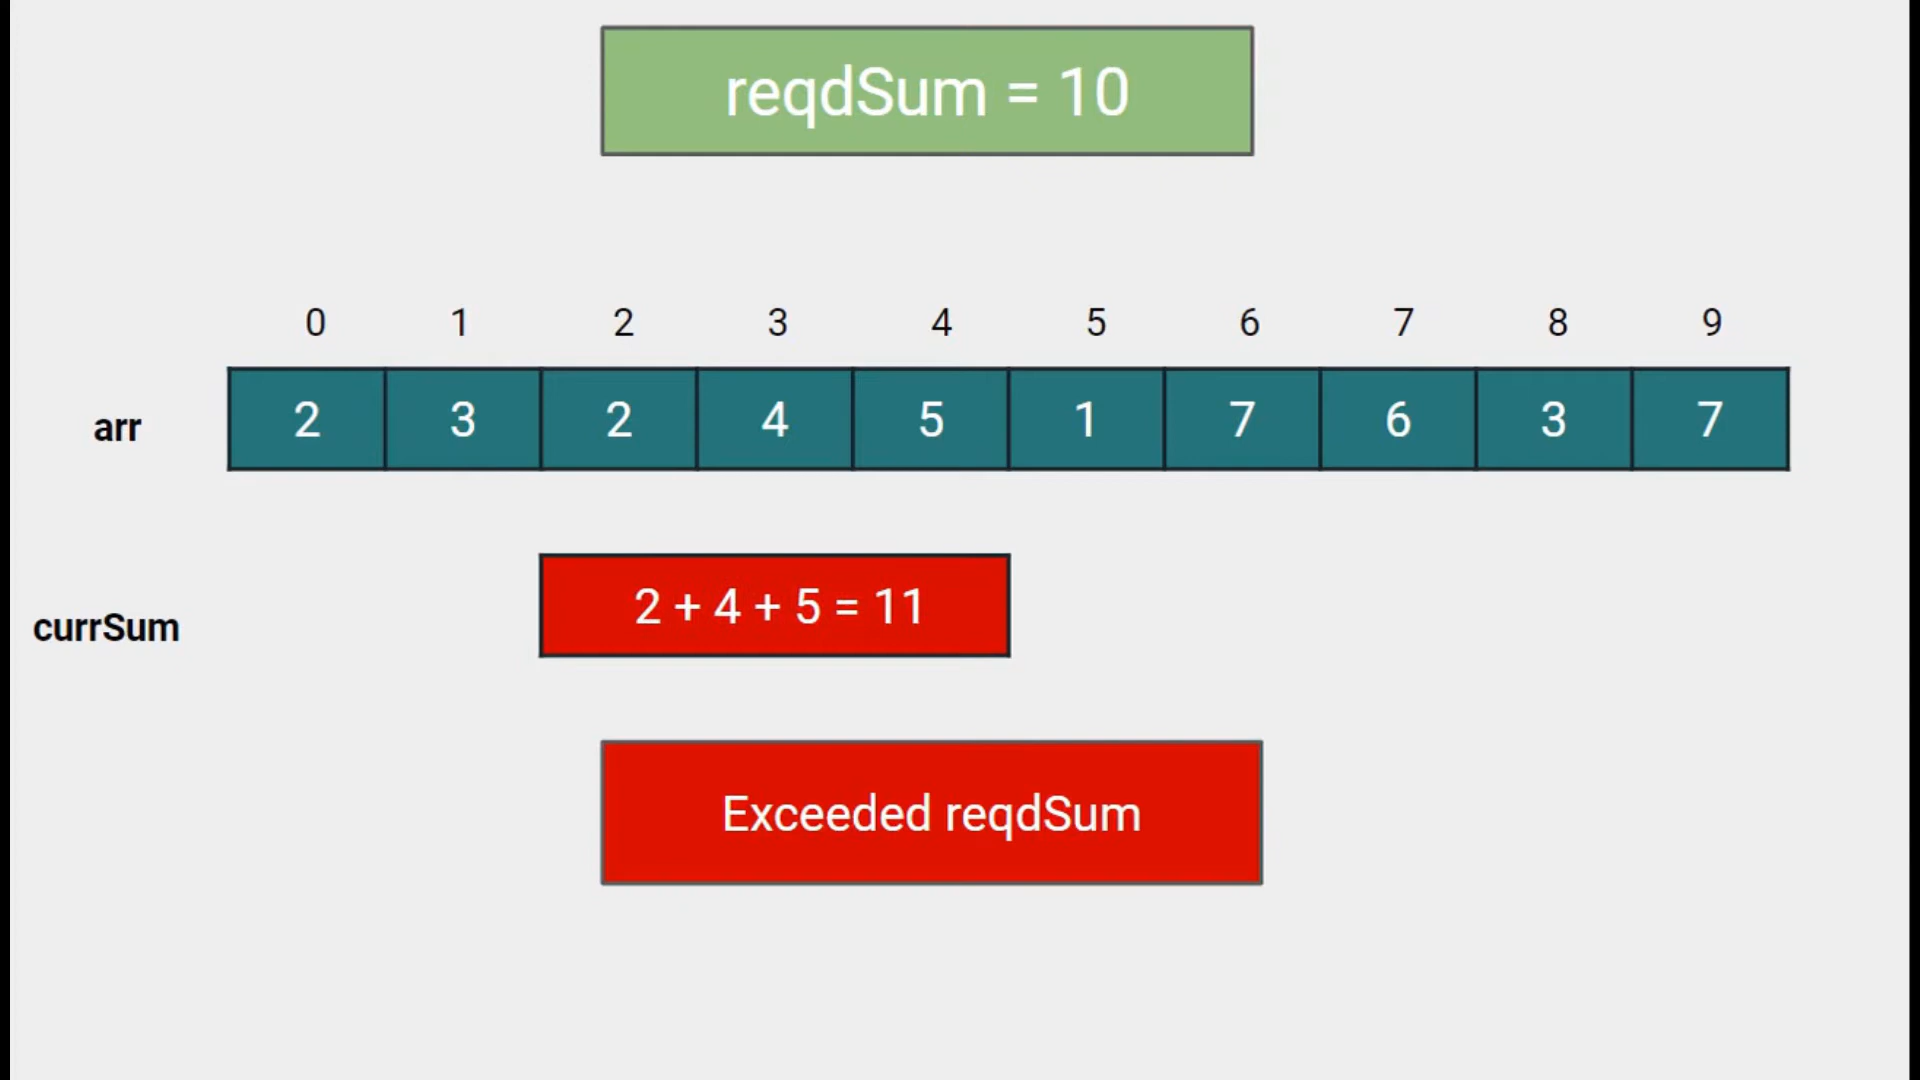 reqdSum = 10
0 1 2 3 4 5 6 7 8 9
arr 2 3 2 4 5 1 7 6 3 7
currSum 2 + 4 + 5 = 11
Exceeded reqdSum